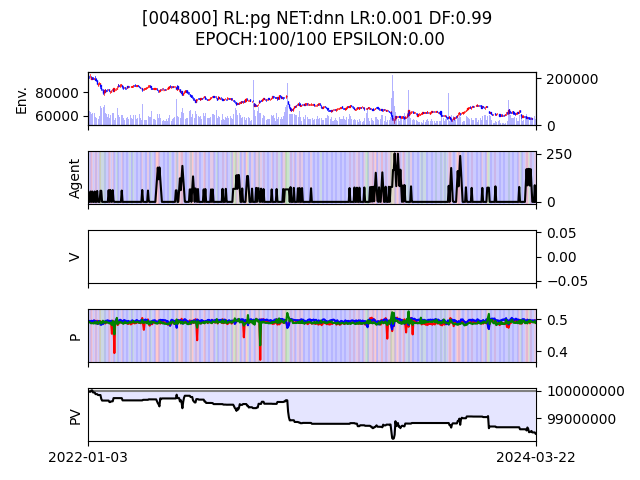 [004800] RL:pg NET:dnn LR:0.001 DF:0.99
EPOCH:100/100 EPSILON:0.00
Env.
80000
60000
200000
0
Agent
250
0
V
0.05
0.00
−0.05
P
0.5
0.4
PV
100000000
99000000
2022-01-03
2024-03-22